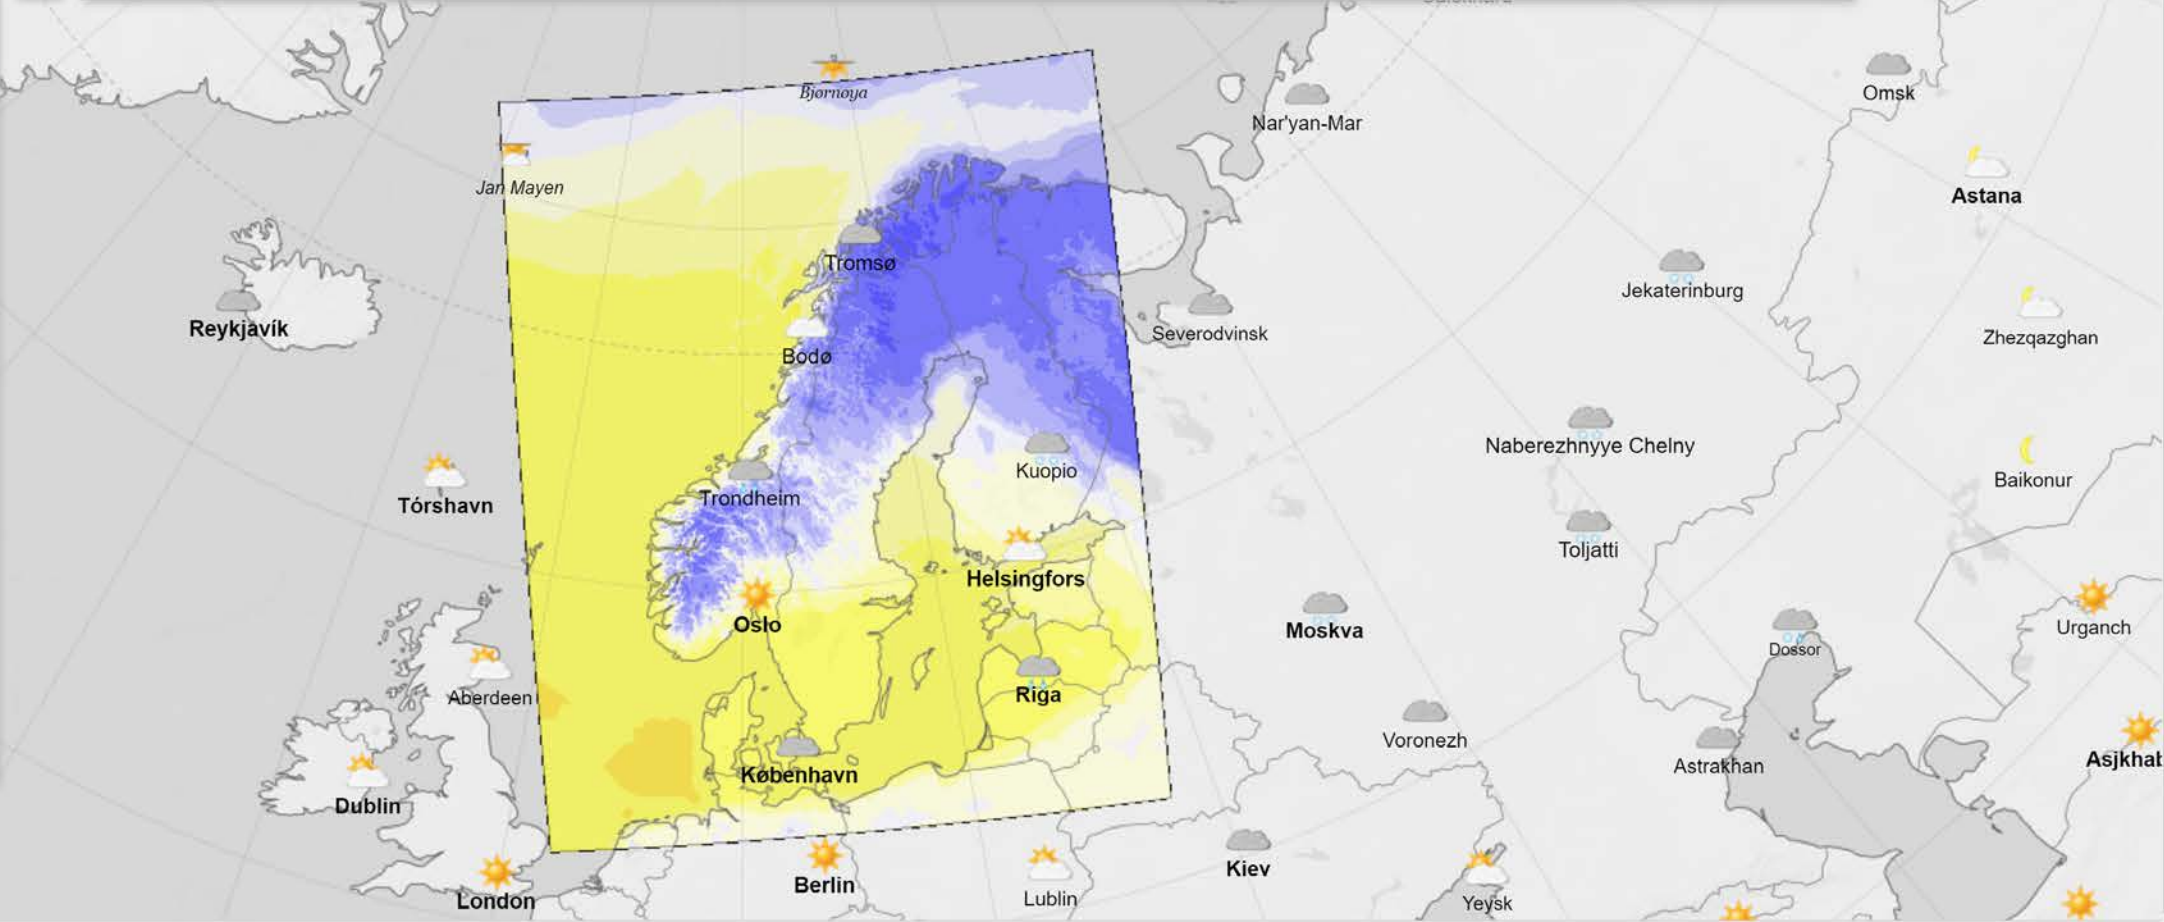 Bjørnøya
Omsk
Nar'yan-Mar
Jan Mayen
Astana
Tromsø
Jekaterinburg
Reykjavík
Severodvinsk
Zhezqazghan
Bodø
Naberezhnyye Chelny
Kuopio
Baikonur
Trondheim
Tórshavn
Toljatti
Helsingfors
Oslo
Moskva
Urganch
Dossor
Riga
Aberdeen
Voronezh
Asjkhat
Astrakhan
København
Dublin
Kiev
Berlin
Lublin
London
Yeysk